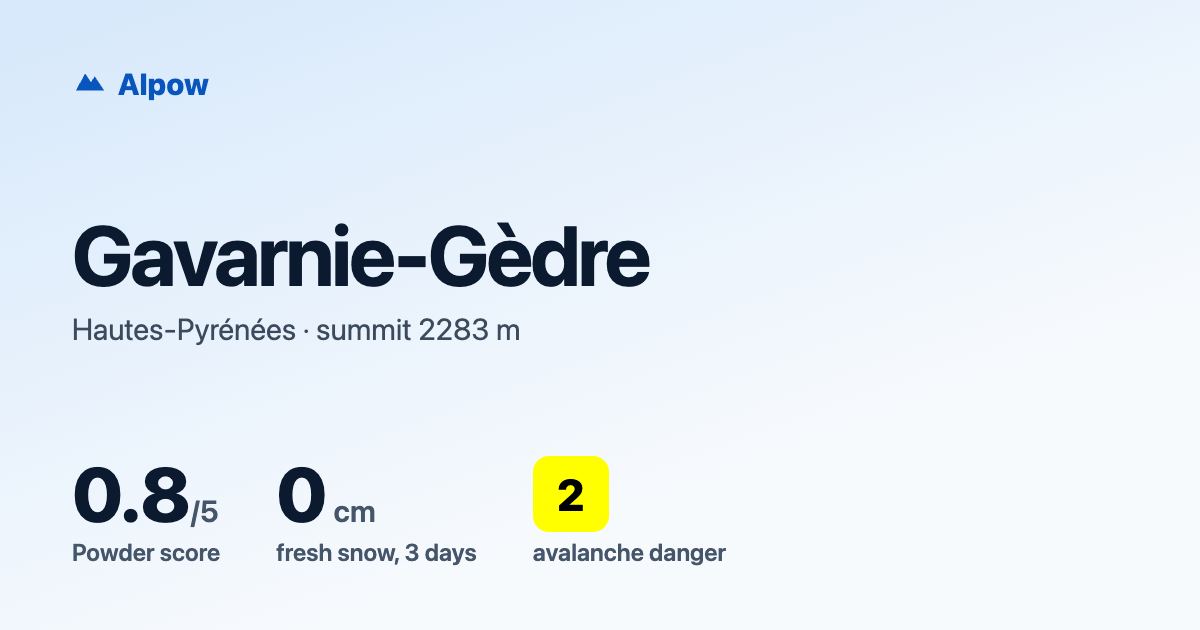 Alpow
Gavarnie-Gèdre
Hautes-Pyrénées · summit 2283 m
0.8/5
Powder score
0 cm
fresh snow, 3 days
2
avalanche danger